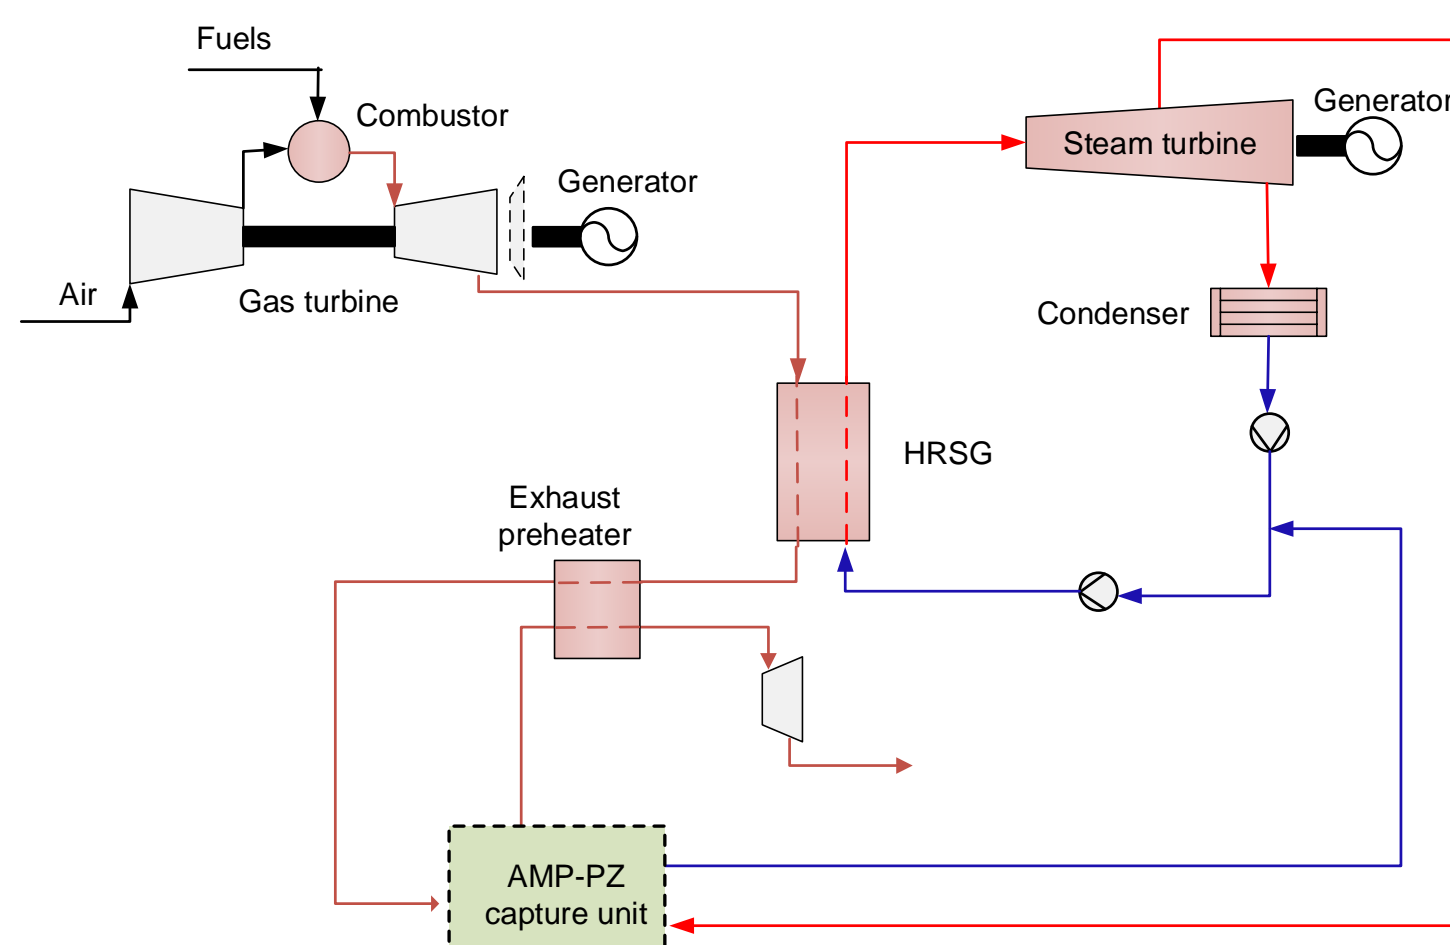 Fuels
Combustor
Generator
Steam turbine
Generator
Air
Gas turbine
Condenser
HRSG
Exhaust
preheater
AMP-PZ
capture unit